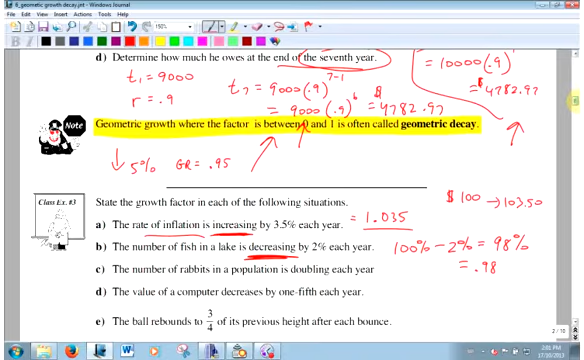 6_geometric growth decay.jnt - Windows Journal
File Edit View Insert Actions Tools Help
150%
d) Determine how much he owes at the end of the seventh year.
t₁ = 9000
r = .9
t₇ = 9000(.9)⁷⁻¹
= 9000(.9)⁶ = $4782.97
= 10000(.9)⁷
= $4782.97
Note
Geometric growth where the factor is between 0 and 1 is often called geometric decay.
↓ 5% GR = .95
Class Ex. #3
State the growth factor in each of the following situations.
$100 → 103.50
a) The rate of inflation is increasing by 3.5% each year. = 1.035
b) The number of fish in a lake is decreasing by 2% each year. 100% - 2% = 98%
= .98
c) The number of rabbits in a population is doubling each year
d) The value of a computer decreases by one-fifth each year.
e) The ball rebounds to 3/4 of its previous height after each bounce.
2 / 10
2:01 PM
17/10/2013